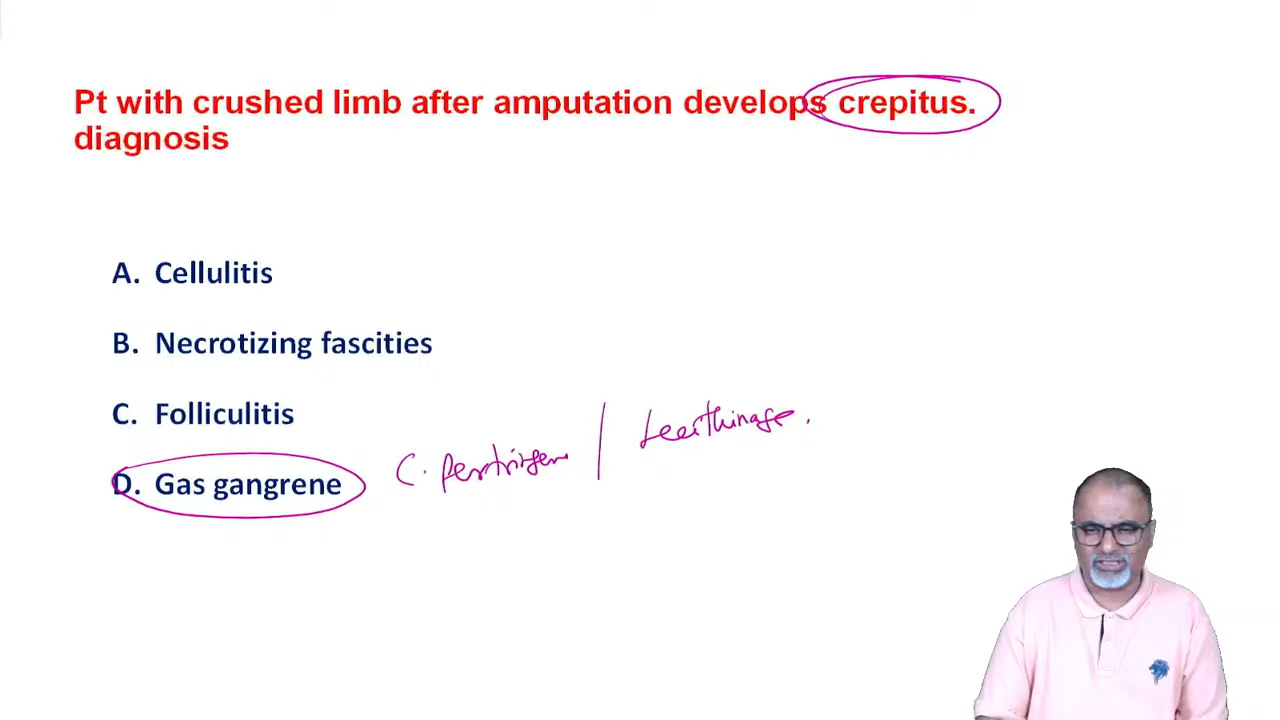 Pt with crushed limb after amputation develops crepitus.
diagnosis
A. Cellulitis
B. Necrotizing fascities
C. Folliculitis
D. Gas gangrene C.